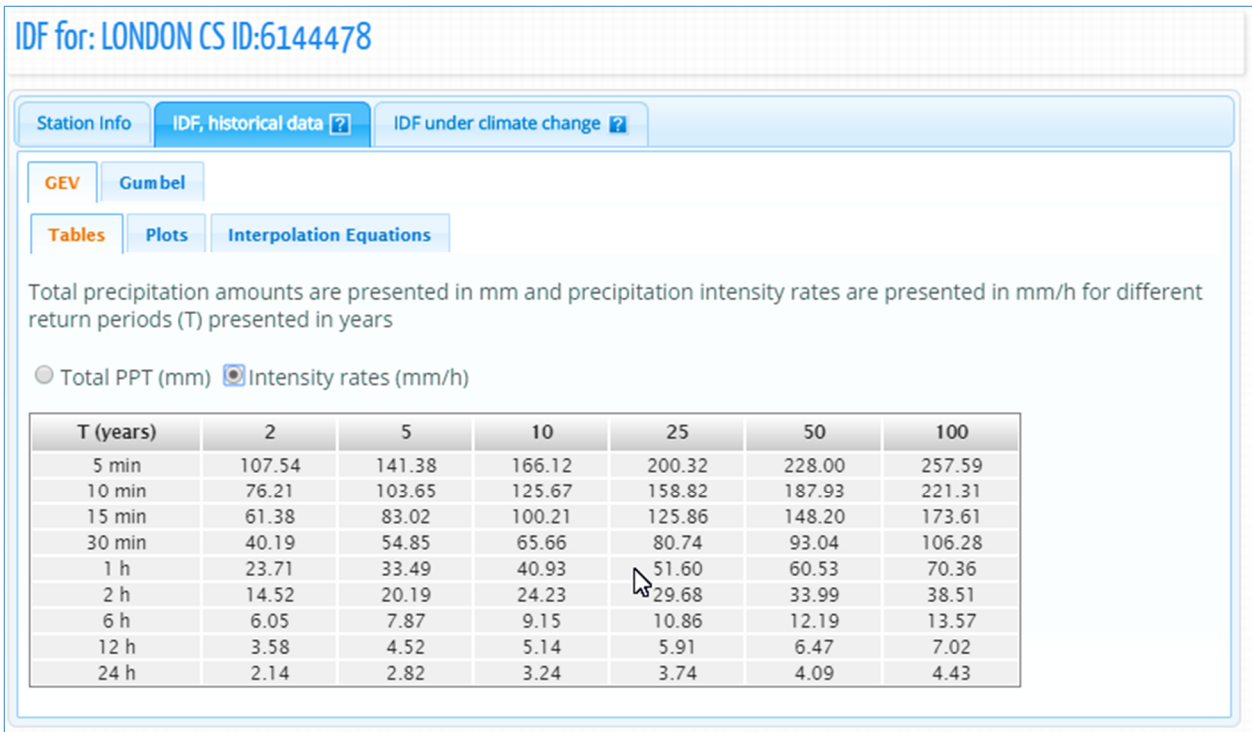 IDF for: LONDON CS ID:6144478
Station Info IDF, historical data ? IDF under climate change ?
GEV Gumbel
Tables Plots Interpolation Equations
Total precipitation amounts are presented in mm and precipitation intensity rates are presented in mm/h for different
return periods (T) presented in years
Total PPT (mm) Intensity rates (mm/h)
T (years) 2 5 10 25 50 100
5 min 107.54 141.38 166.12 200.32 228.00 257.59
10 min 76.21 103.65 125.67 158.82 187.93 221.31
15 min 61.38 83.02 100.21 125.86 148.20 173.61
30 min 40.19 54.85 65.66 80.74 93.04 106.28
1 h 23.71 33.49 40.93 51.60 60.53 70.36
2 h 14.52 20.19 24.23 29.68 33.99 38.51
6 h 6.05 7.87 9.15 10.86 12.19 13.57
12 h 3.58 4.52 5.14 5.91 6.47 7.02
24 h 2.14 2.82 3.24 3.74 4.09 4.43